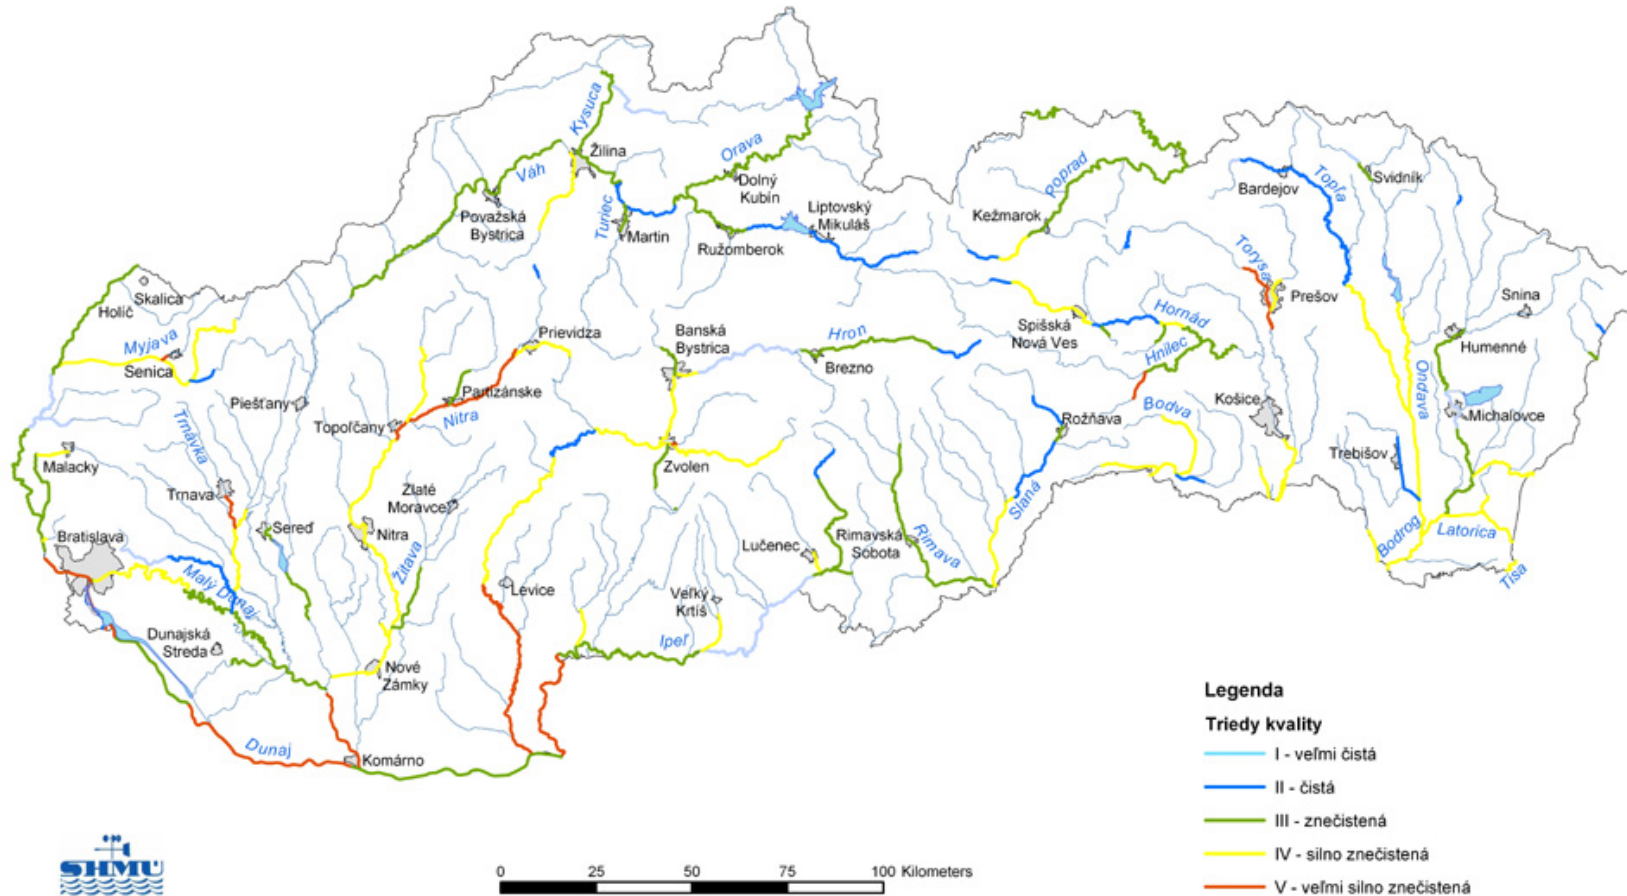 Kysuca
Žilina
Orava
Váh
Dolný
Kubín
Poprad
Bardejov
Topľa
Svidník
Považská
Bystrica
Turiec
Martin
Liptovský
Mikuláš
Ružomberok
Kežmarok
Torysa
Prešov
Skalica
Holíč
Snina
Myjava
Senica
Prievidza
Banská
Bystrica
Hron
Brezno
Spišská
Nová Ves
Hornád
Hnilec
Humenné
Ondava
Piešťany
Partizánske
Topoľčany
Nitra
Trnávka
Rožňava
Bodva
Košice
Michalovce
Malacky
Zvolen
Trebišov
Trnava
Zlaté
Moravce
Slaná
Sereď
Nitra
Bratislava
Lučenec
Rimavská
Sobota
Rimava
Bodrog
Latorica
Tisa
Malý Dunaj
Žitava
Levice
Veľký
Krtíš
Dunajská
Streda
Ipeľ
Nové
Zámky
Dunaj
Komárno
Legenda
Triedy kvality
I - veľmi čistá
II - čistá
III - znečistená
IV - silno znečistená
V - veľmi silno znečistená
SHMÚ
0 25 50 75 100 Kilometers